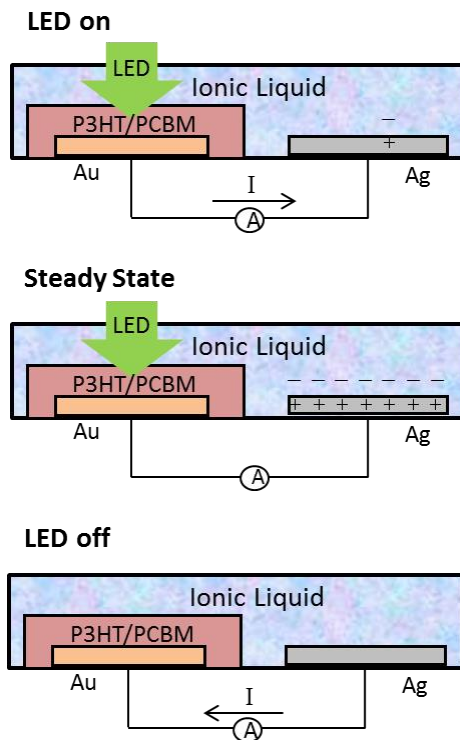 LED on
LED
Ionic Liquid
P3HT/PCBM
−
+
Au
Ag
I
A
Steady State
LED
Ionic Liquid
P3HT/PCBM
− − − − − − −
+ + + + + + +
Au
Ag
A
LED off
Ionic Liquid
P3HT/PCBM
Au
Ag
I
A